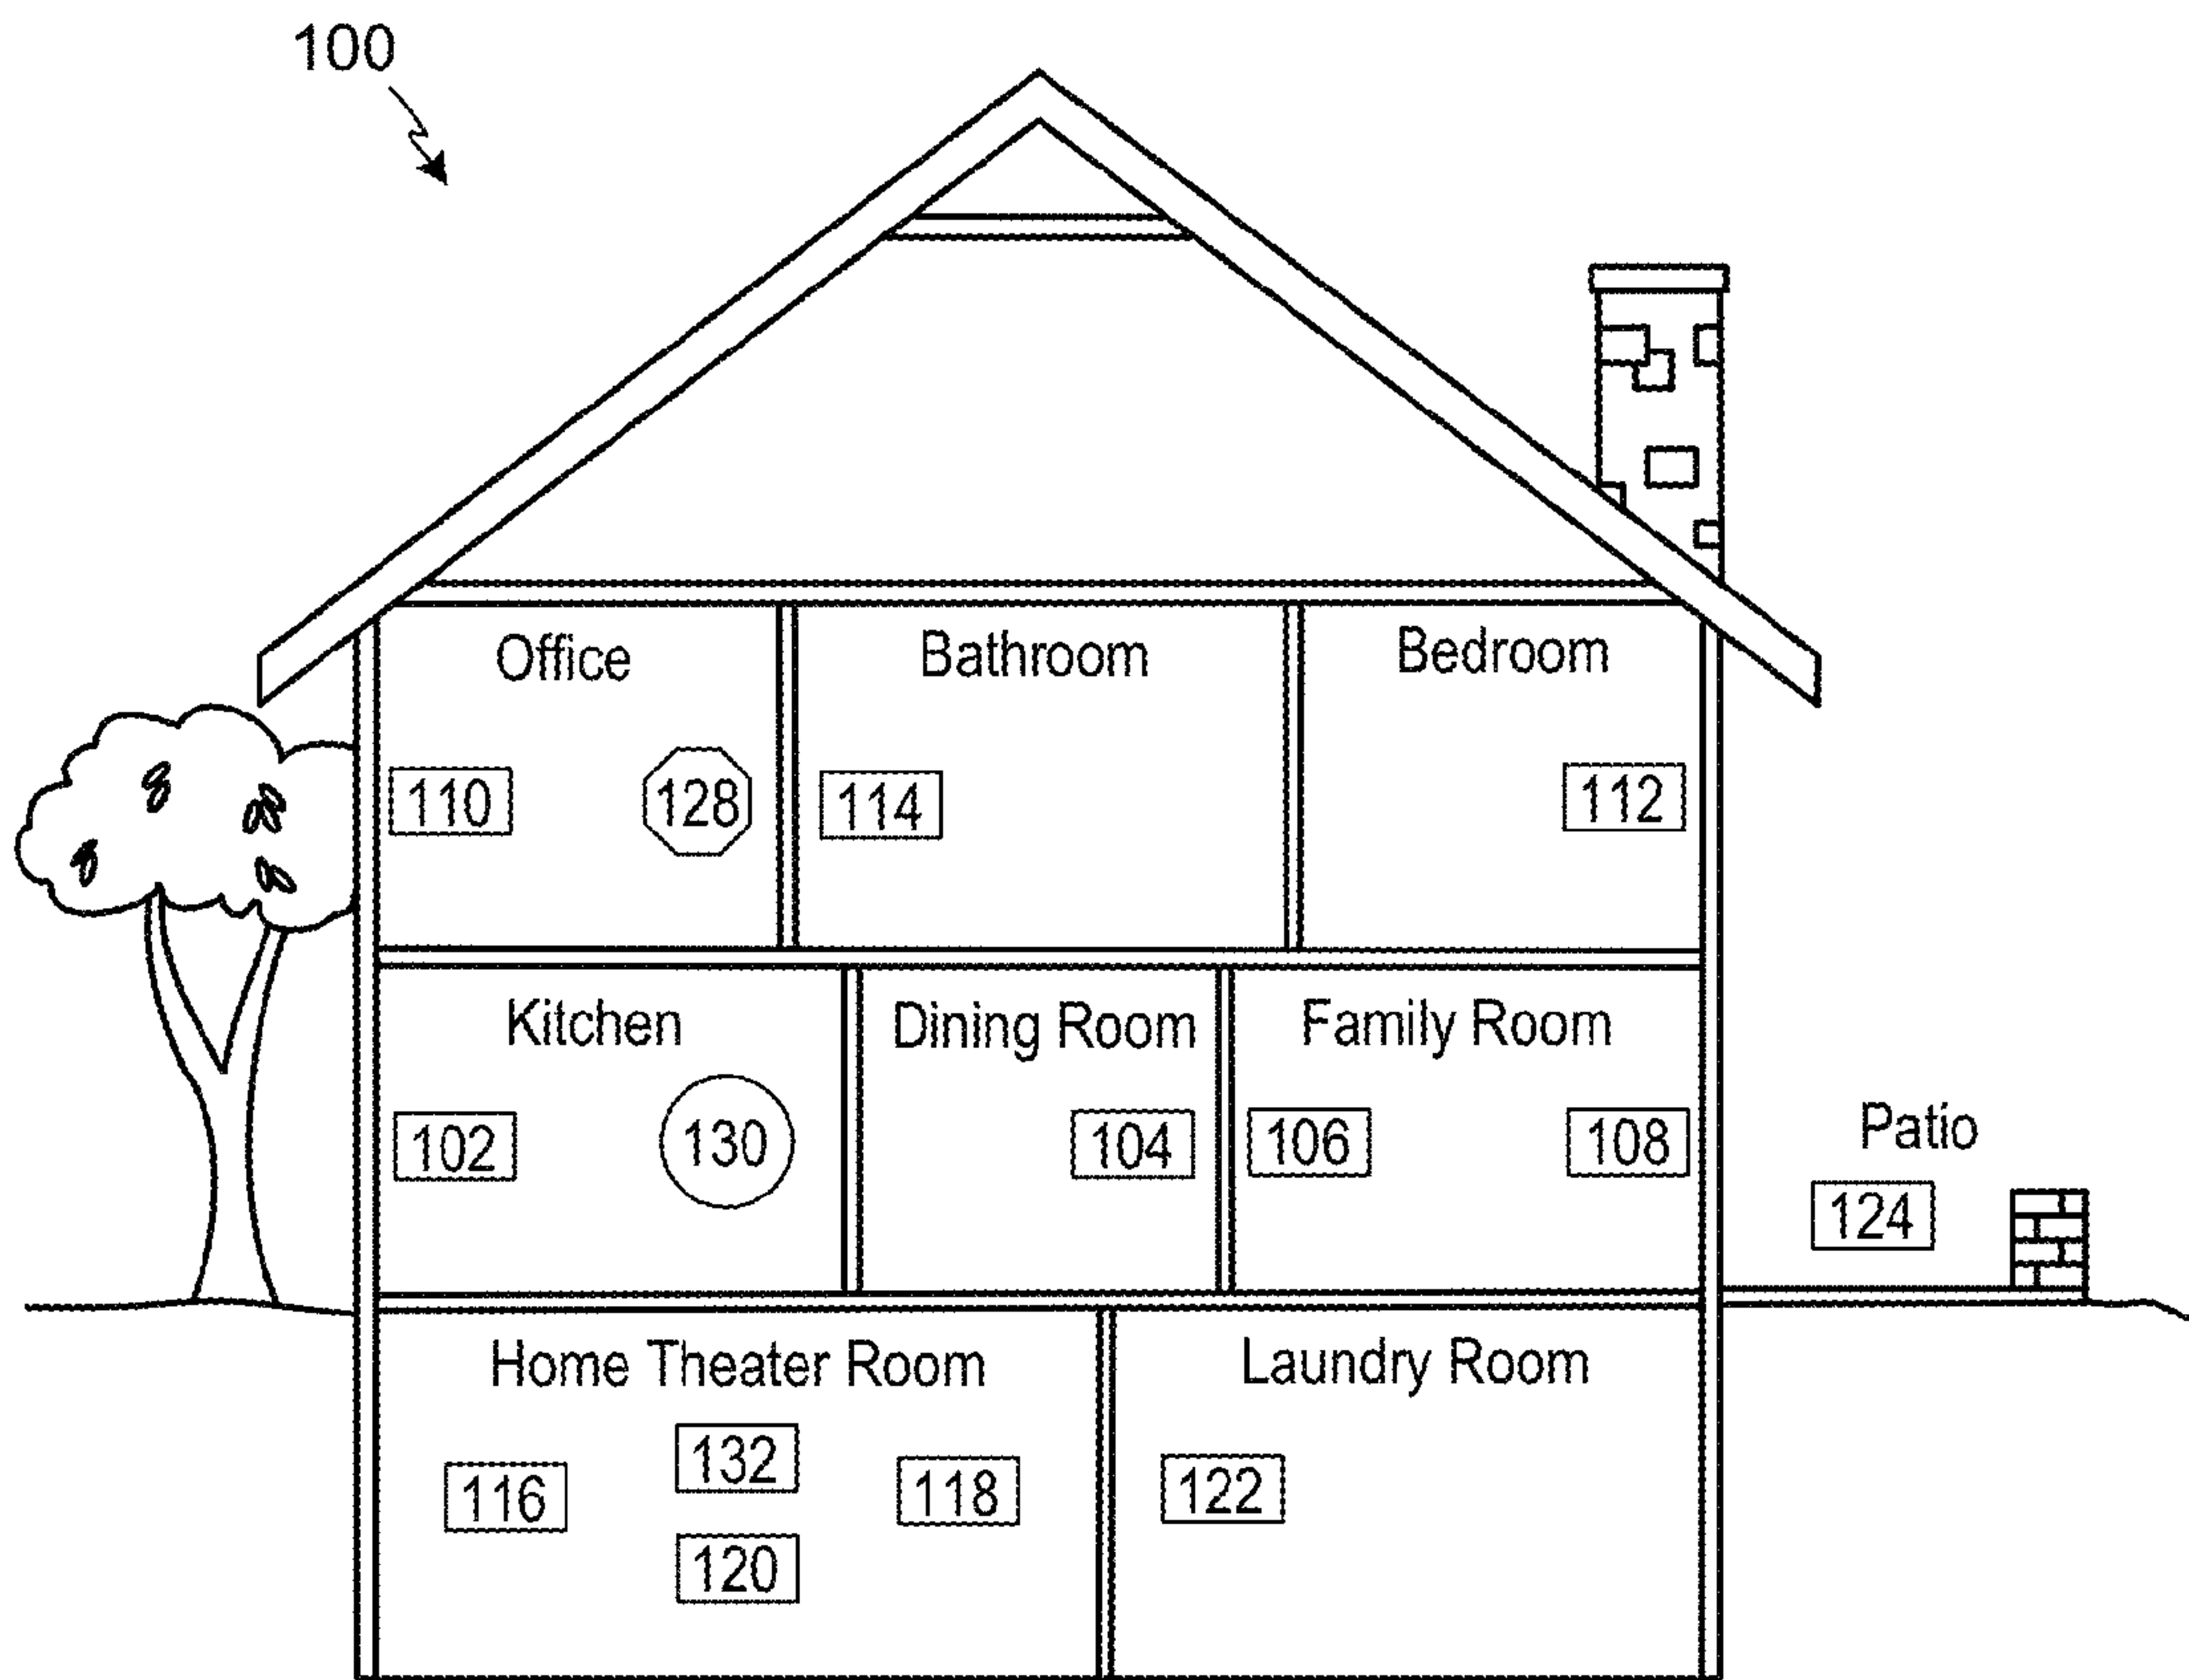 100
Office
Bathroom
Bedroom
110
128
114
112
Kitchen
Dining Room
Family Room
102
130
104
106
108
Patio
124
Home Theater Room
Laundry Room
116
132
118
122
120